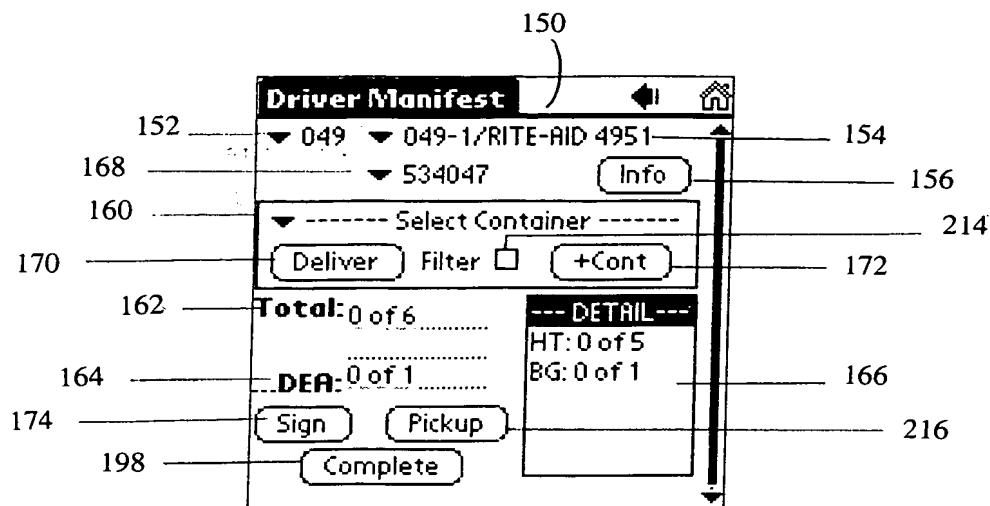 150
Driver Manifest
152 049 049-1/RITE-AID 4951 154
168 534047 Info 156
160 ------- Select Container ------- 214
170 Deliver Filter +Cont 172
162 Total: 0 of 6 --- DETAIL---
HT: 0 of 5
164 DEA: 0 of 1 BG: 0 of 1 166
174 Sign Pickup 216
198 Complete